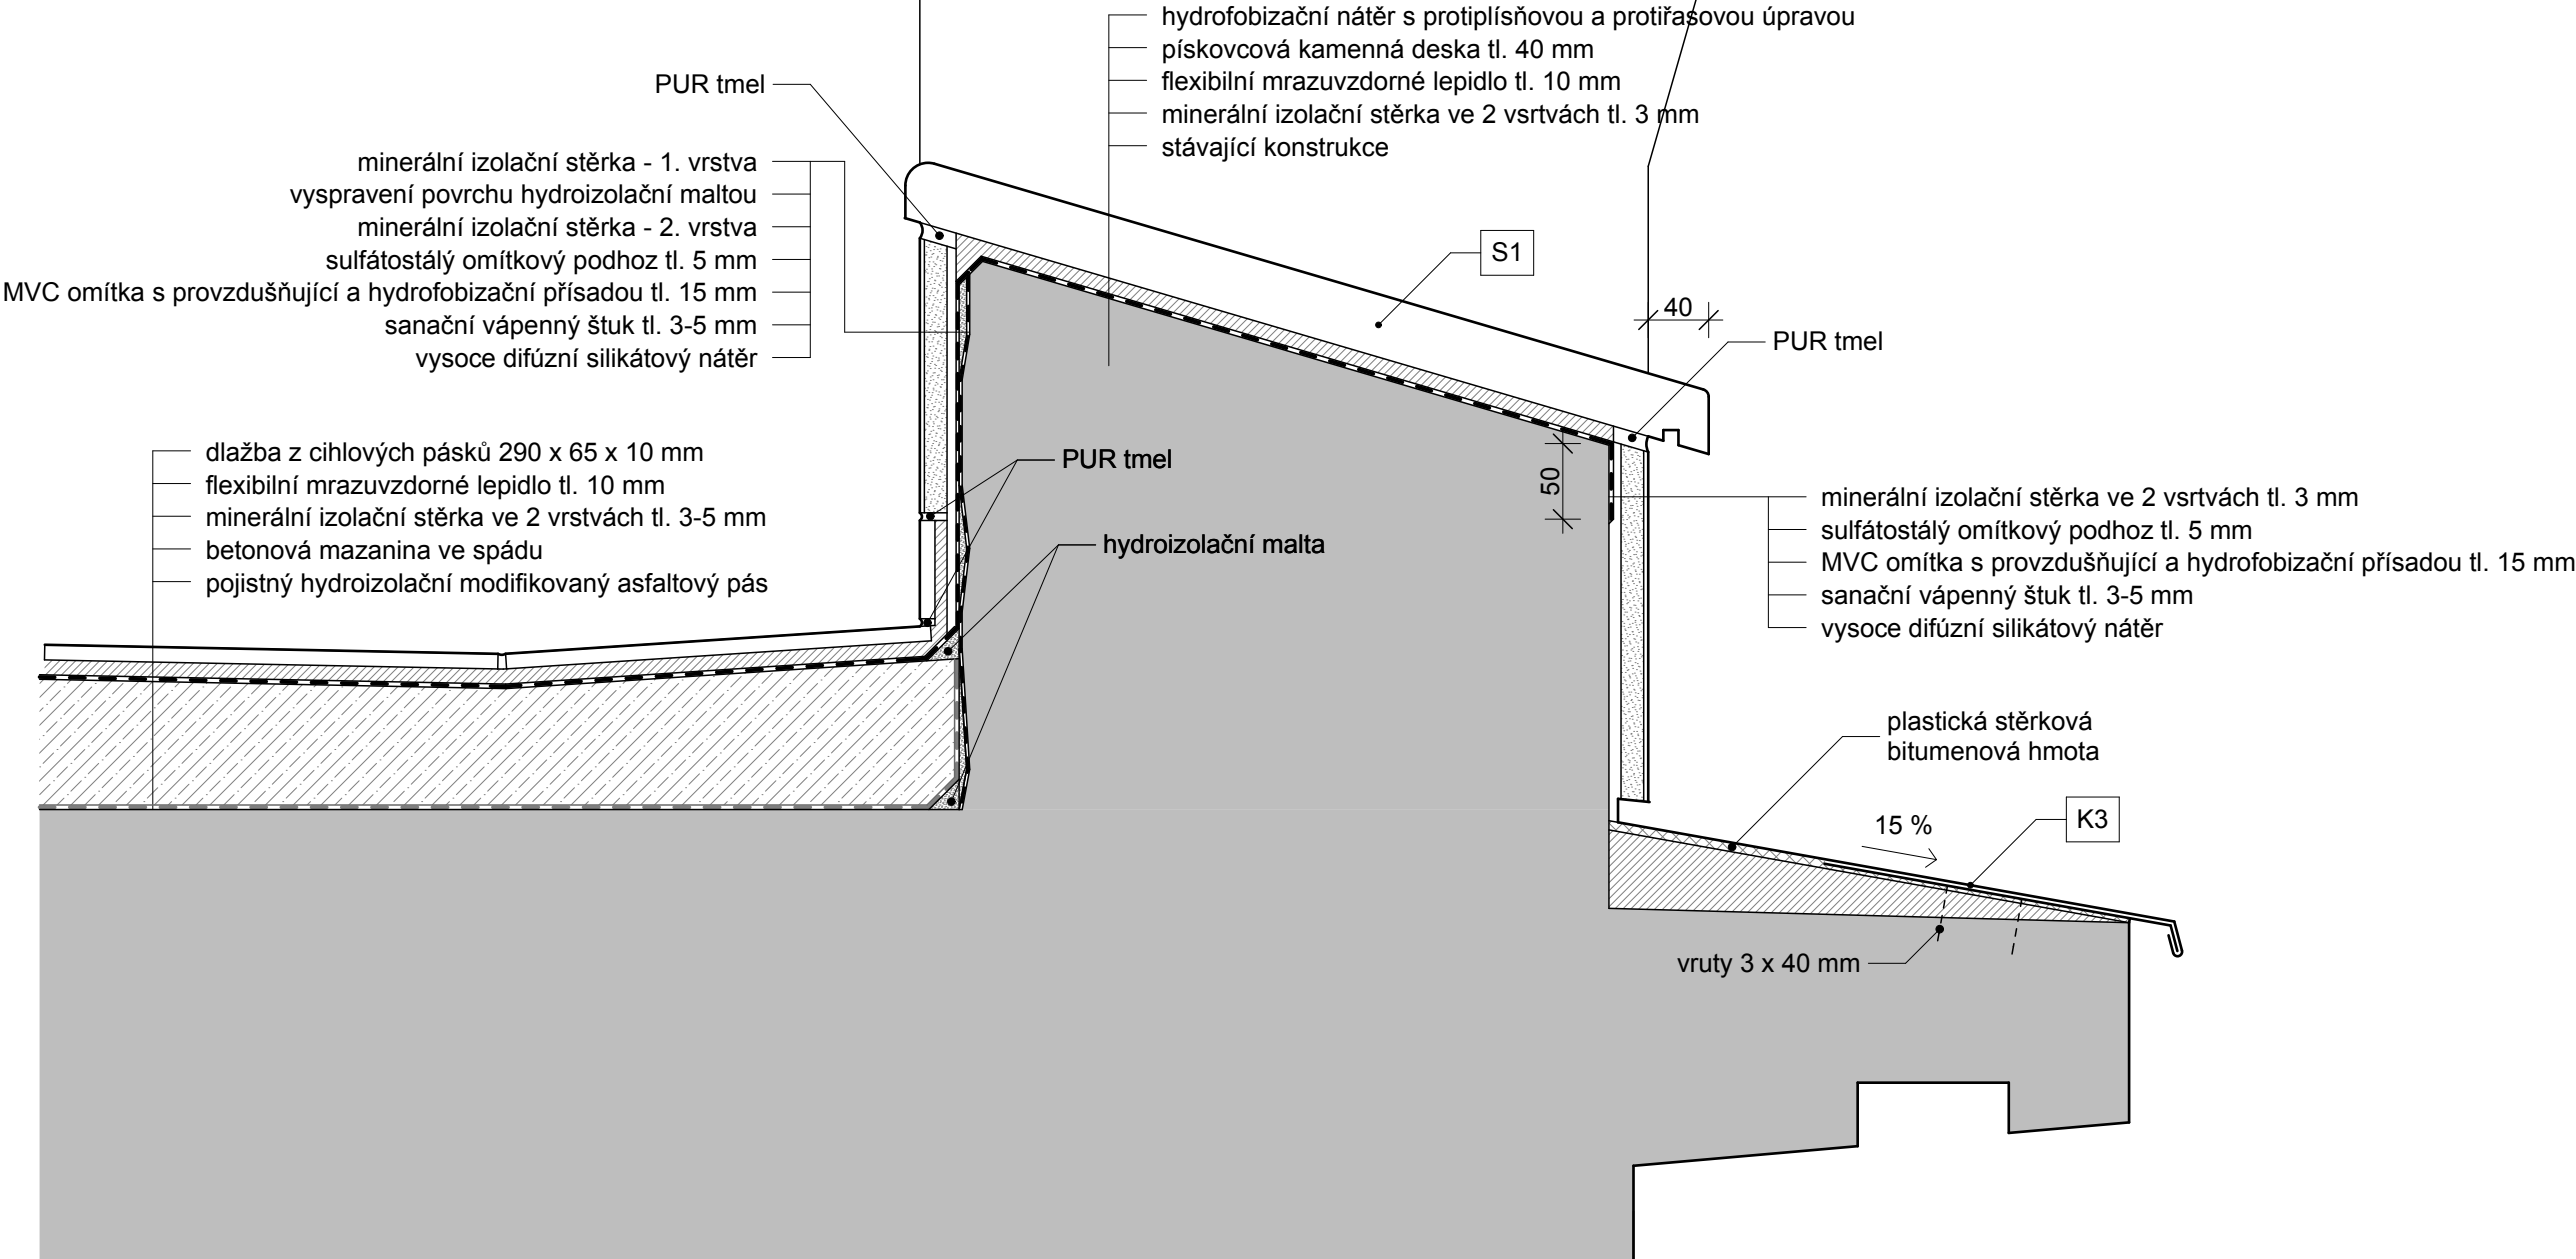 hydrofobizační nátěr s protiplísňovou a protiřasovou úpravou
pískovcová kamenná deska tl. 40 mm
flexibilní mrazuvzdorné lepidlo tl. 10 mm
minerální izolační stěrka ve 2 vsrtvách tl. 3 mm
stávající konstrukce
PUR tmel
minerální izolační stěrka - 1. vrstva
vyspravení povrchu hydroizolační maltou
minerální izolační stěrka - 2. vrstva
sulfátostálý omítkový podhoz tl. 5 mm
MVC omítka s provzdušňující a hydrofobizační přísadou tl. 15 mm
sanační vápenný štuk tl. 3-5 mm
vysoce difúzní silikátový nátěr
S1
40
PUR tmel
dlažba z cihlových pásků 290 x 65 x 10 mm
flexibilní mrazuvzdorné lepidlo tl. 10 mm
minerální izolační stěrka ve 2 vrstvách tl. 3-5 mm
betonová mazanina ve spádu
pojistný hydroizolační modifikovaný asfaltový pás
PUR tmel
hydroizolační malta
50
minerální izolační stěrka ve 2 vsrtvách tl. 3 mm
sulfátostálý omítkový podhoz tl. 5 mm
MVC omítka s provzdušňující a hydrofobizační přísadou tl. 15 mm
sanační vápenný štuk tl. 3-5 mm
vysoce difúzní silikátový nátěr
plastická stěrková
bitumenová hmota
15 %
K3
vruty 3 x 40 mm